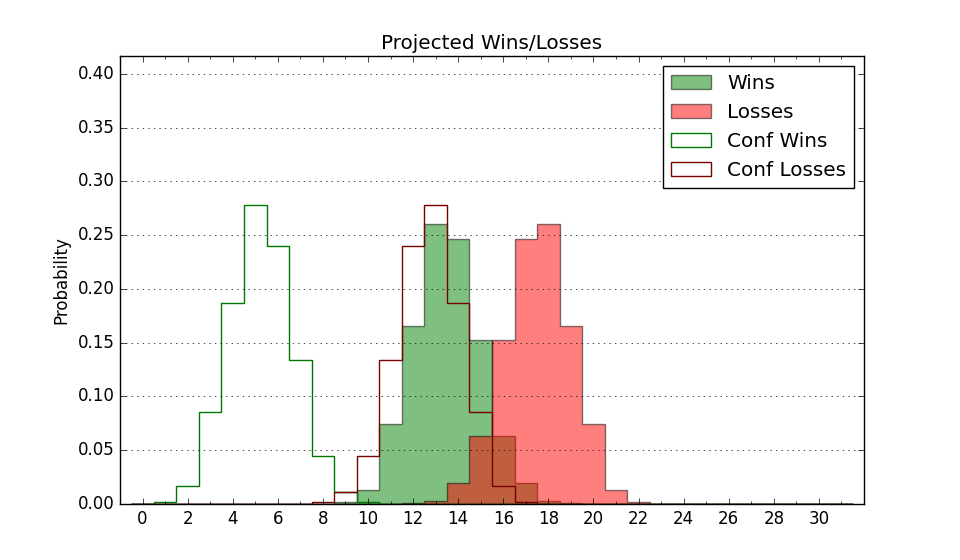 Projected Wins/Losses
Wins
Losses
Conf Wins
Conf Losses
Probability
0.40
0.35
0.30
0.25
0.20
0.15
0.10
0.05
0.00
0 2 4 6 8 10 12 14 16 18 20 22 24 26 28 30